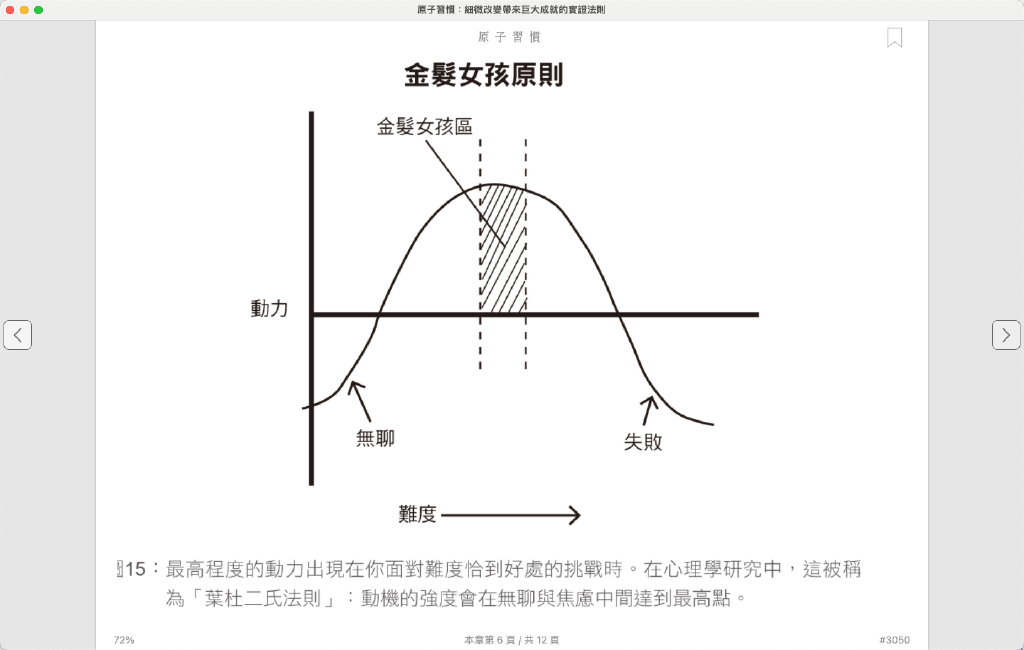 原子習慣：細微改變帶來巨大成就的實證法則
原子習慣
金髮女孩原則
金髮女孩區
動力
無聊
失敗
難度
圖15：最高程度的動力出現在你面對難度恰到好處的挑戰時。在心理學研究中，這被稱
為「葉杜二氏法則」：動機的強度會在無聊與焦慮中間達到最高點。
72%
本章第 6 頁 / 共 12 頁
#3050